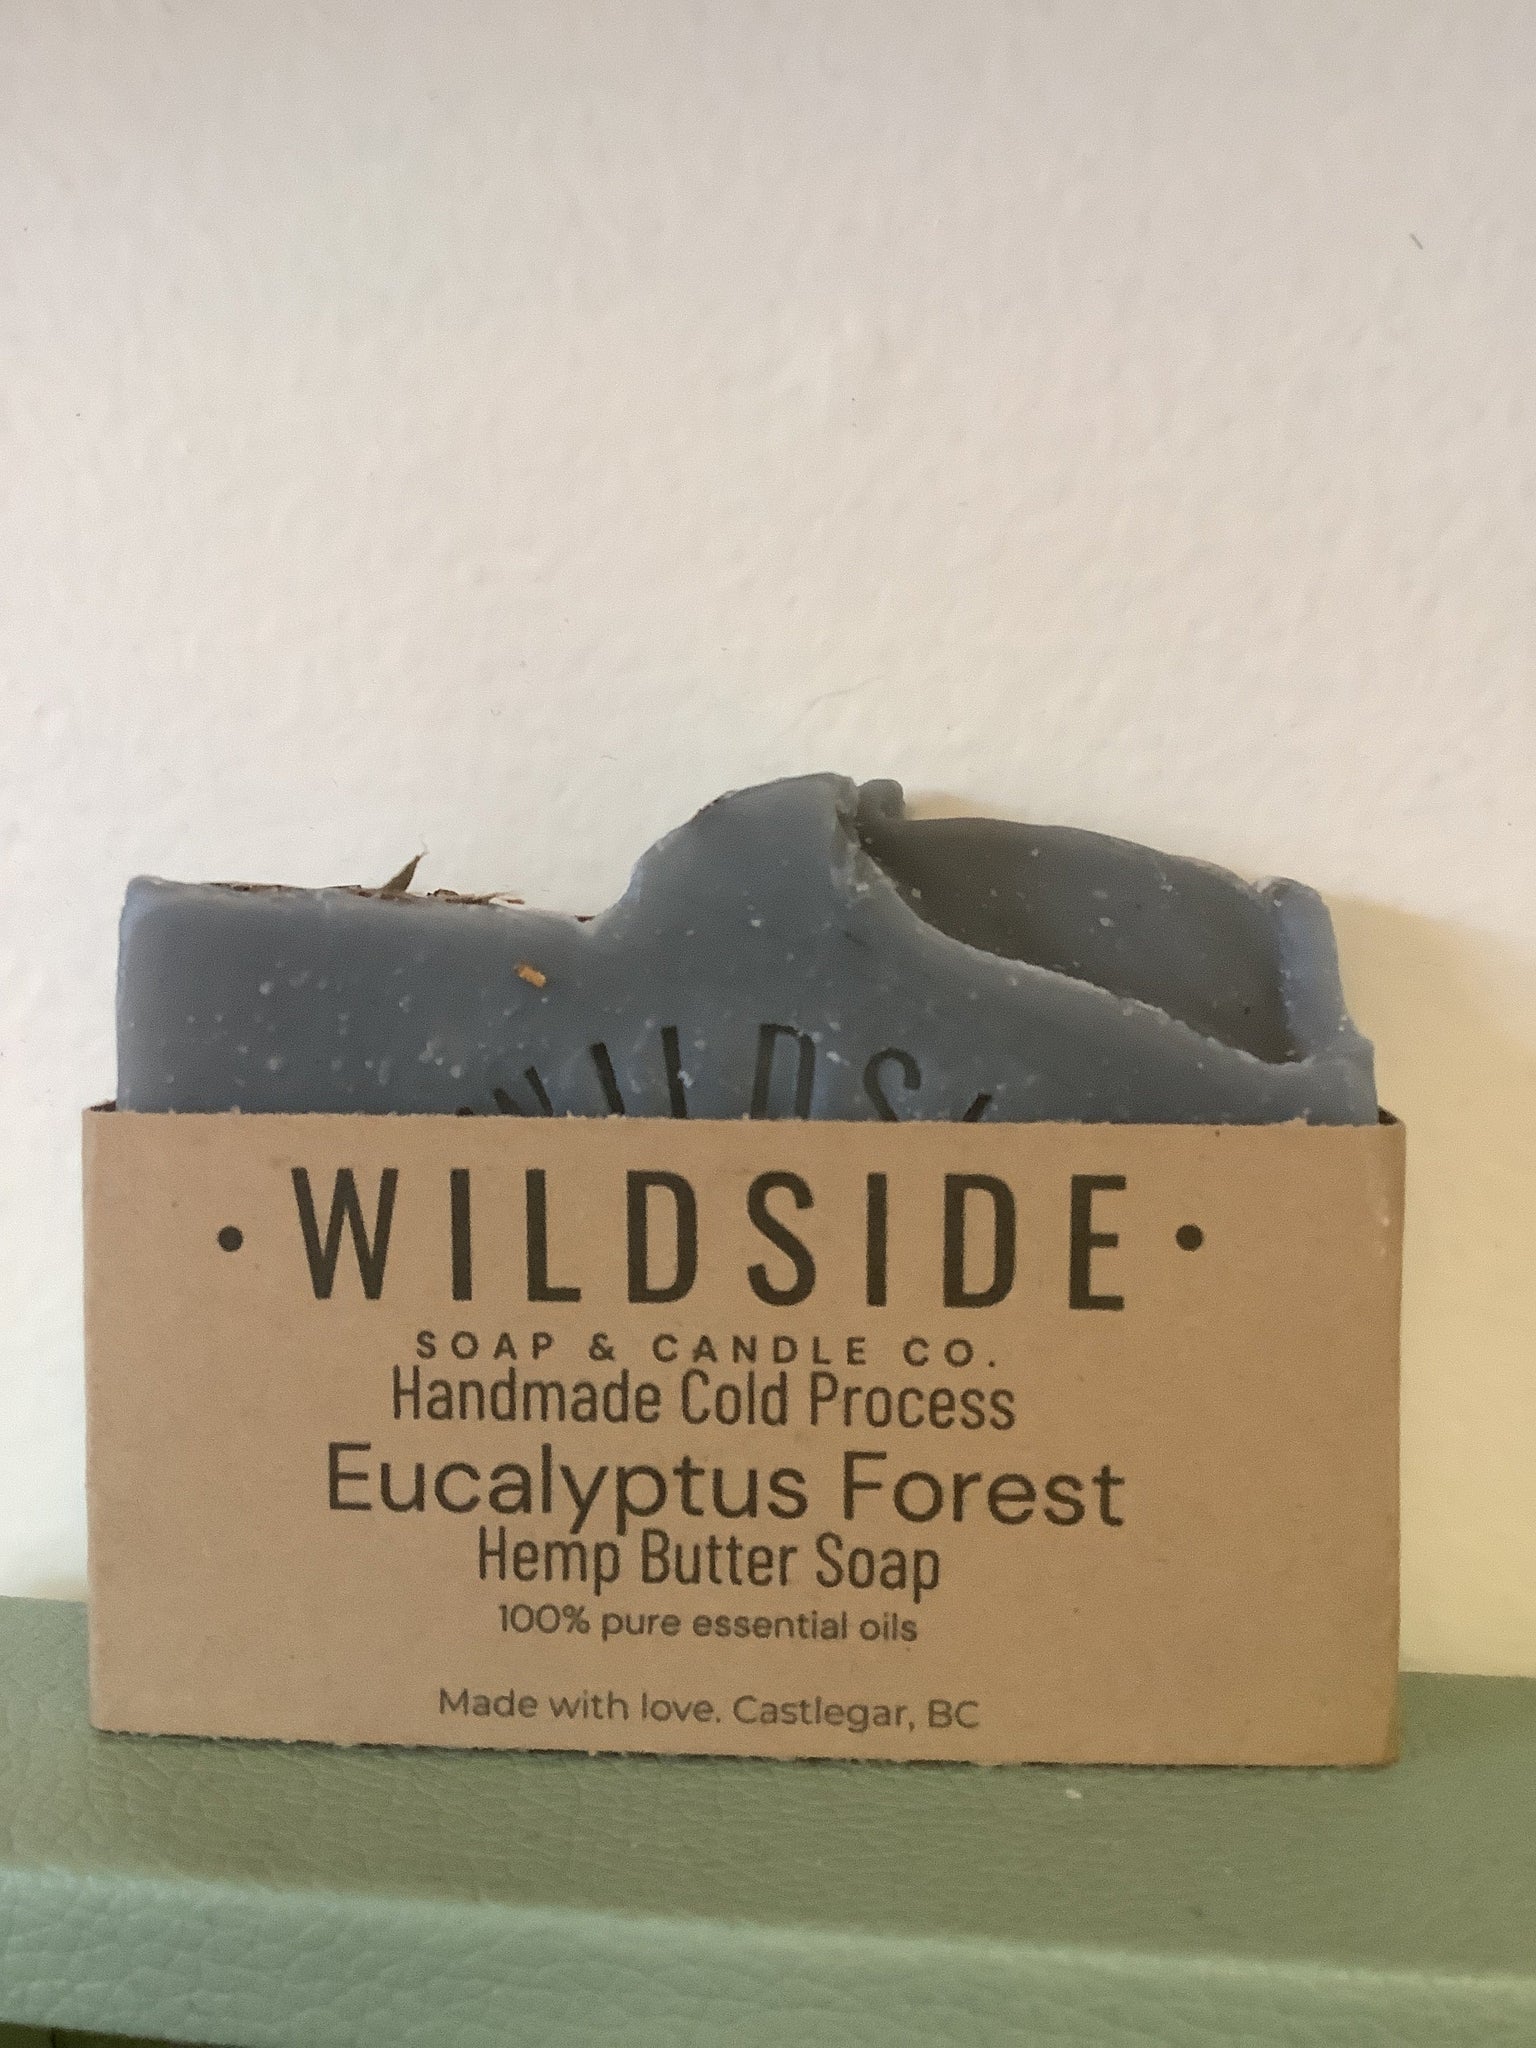 WILDS
• WILDSIDE •
SOAP & CANDLE CO.
Handmade Cold Process
Eucalyptus Forest
Hemp Butter Soap
100% pure essential oils
Made with love. Castlegar, BC